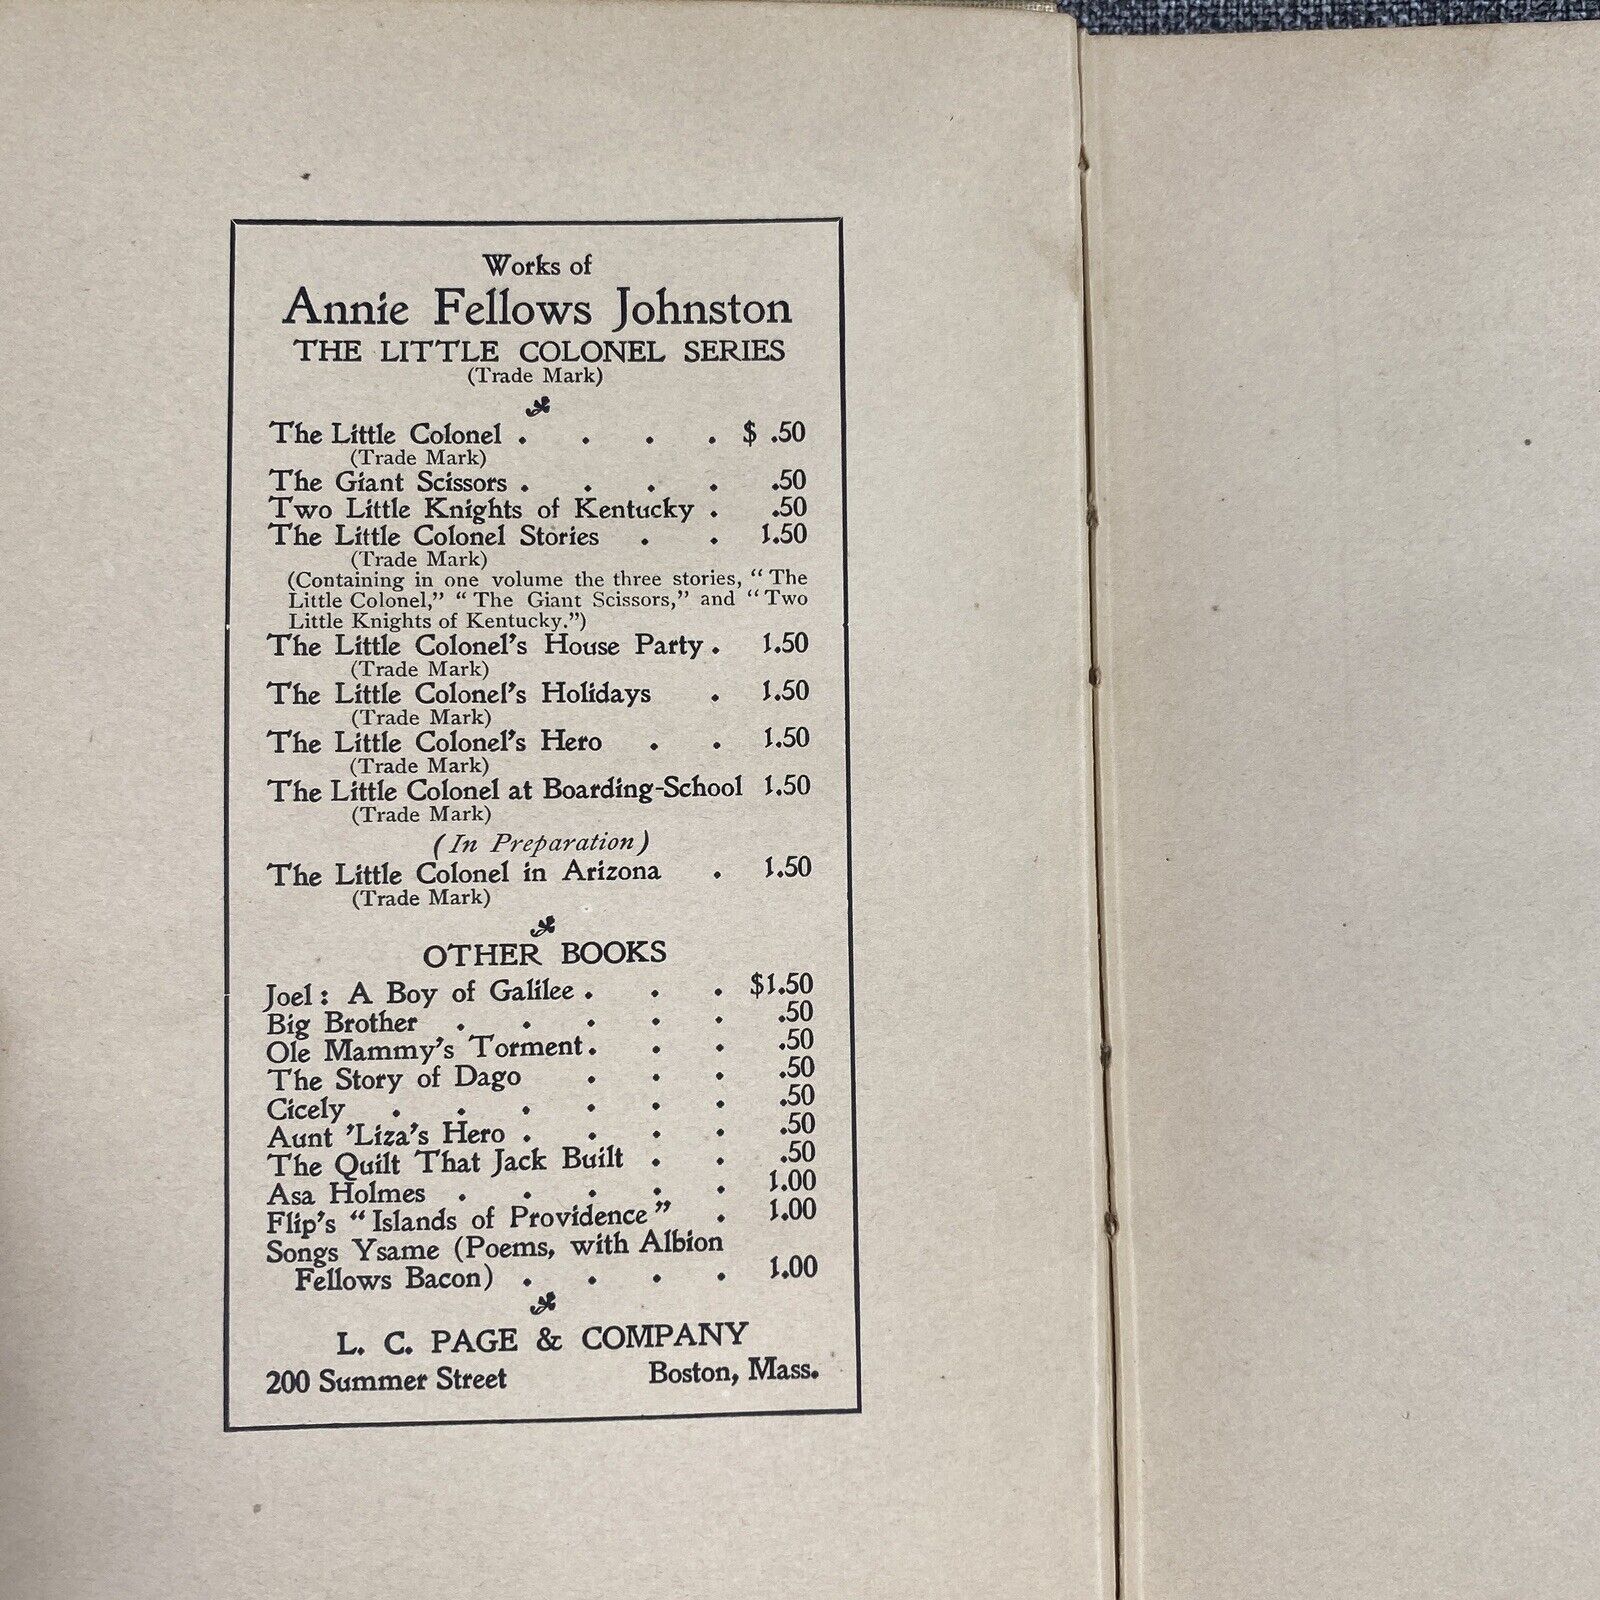 Works of
Annie Fellows Johnston
THE LITTLE COLONEL SERIES
(Trade Mark)
The Little Colonel . . . . $ .50
(Trade Mark)
The Giant Scissors . . . . .50
Two Little Knights of Kentucky . .50
The Little Colonel Stories . . 1.50
(Trade Mark)
(Containing in one volume the three stories, “The
Little Colonel,” “The Giant Scissors,” and “Two
Little Knights of Kentucky.”)
The Little Colonel’s House Party . 1.50
(Trade Mark)
The Little Colonel’s Holidays . 1.50
(Trade Mark)
The Little Colonel’s Hero . . 1.50
(Trade Mark)
The Little Colonel at Boarding-School 1.50
(Trade Mark)
(In Preparation)
The Little Colonel in Arizona . 1.50
(Trade Mark)
OTHER BOOKS
Joel: A Boy of Galilee . . . $1.50
Big Brother . . . . . .50
Ole Mammy’s Torment . . . .50
The Story of Dago . . . .50
Cicely . . . . . . .50
Aunt ’Liza’s Hero . . . . .50
The Quilt That Jack Built . . .50
Asa Holmes . . . . . 1.00
Flip’s “Islands of Providence” . 1.00
Songs Ysame (Poems, with Albion
Fellows Bacon) . . . . 1.00
L. C. PAGE & COMPANY
200 Summer Street Boston, Mass.